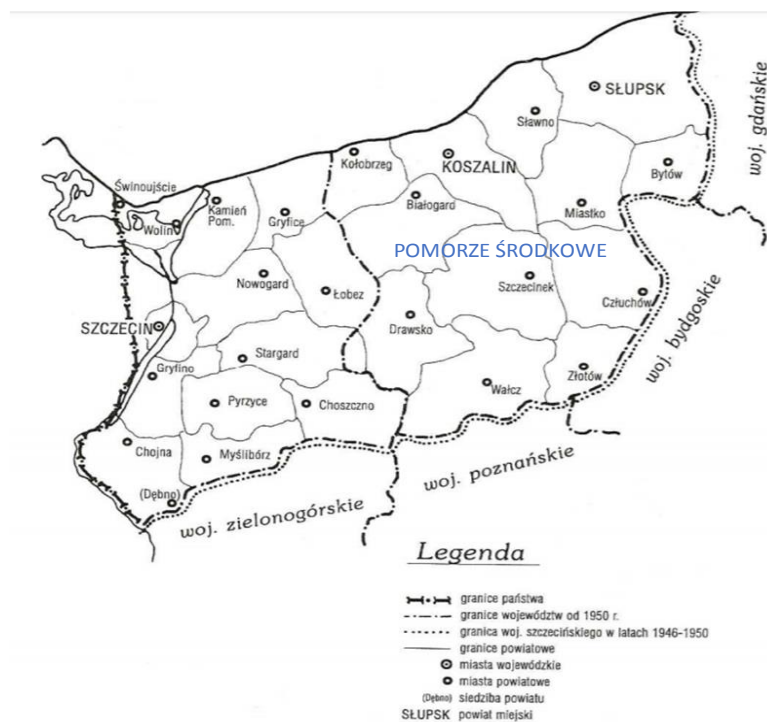 SŁUPSK
woj. gdańskie
Sławno
Kołobrzeg
KOSZALIN
Bytów
Świnoujście
Kamień
Pom.
Wolin
Gryfice
Białogard
Miastko
POMORZE ŚRODKOWE
Nowogard
Łobez
Szczecinek
Człuchów
SZCZECIN
Drawsko
woj. bydgoskie
Stargard
Gryfino
Złotów
Wałcz
Pyrzyce
Choszczno
Chojna
Myślibórz
(Dębno)
woj. poznańskie
woj. zielonogórskie
Legenda
granice państwa
granice województw od 1950 r.
granica woj. szczecińskiego w latach 1946-1950
granice powiatowe
miasta wojewódzkie
miasta powiatowe
(Dębno) siedziba powiatu
SŁUPSK powiat miejski